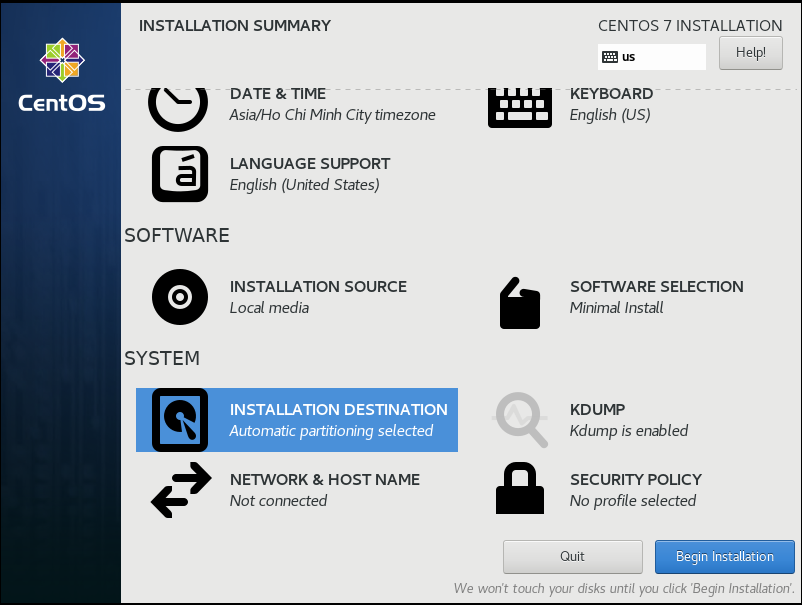 CentOS
INSTALLATION SUMMARY
CENTOS 7 INSTALLATION
us
Help!
DATE & TIME
Asia/Ho Chi Minh City timezone
KEYBOARD
English (US)
á
LANGUAGE SUPPORT
English (United States)
SOFTWARE
INSTALLATION SOURCE
Local media
SOFTWARE SELECTION
Minimal Install
SYSTEM
INSTALLATION DESTINATION
Automatic partitioning selected
KDUMP
Kdump is enabled
NETWORK & HOST NAME
Not connected
SECURITY POLICY
No profile selected
Quit
Begin Installation
We won't touch your disks until you click 'Begin Installation'.